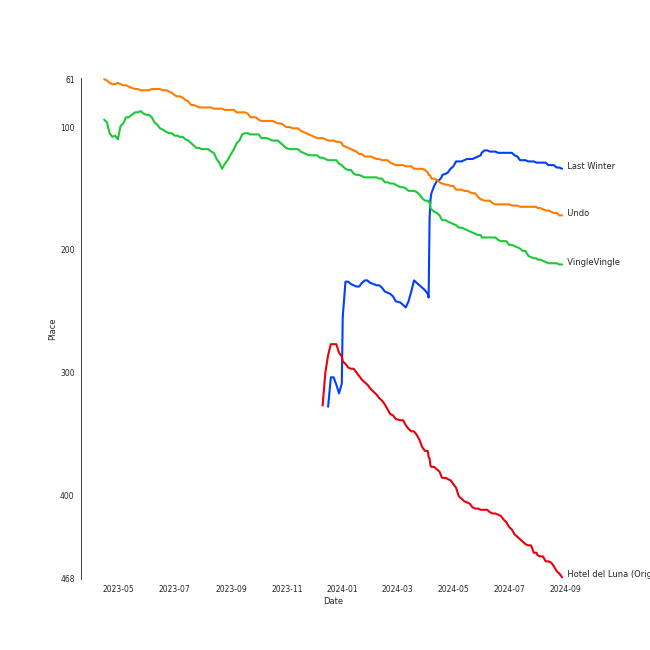 61
100
200
300
400
468
Place
2023-05 2023-07 2023-09 2023-11 2024-01 2024-03 2024-05 2024-07 2024-09
Date
Last Winter
Undo
VingleVingle
Hotel del Luna (Orig